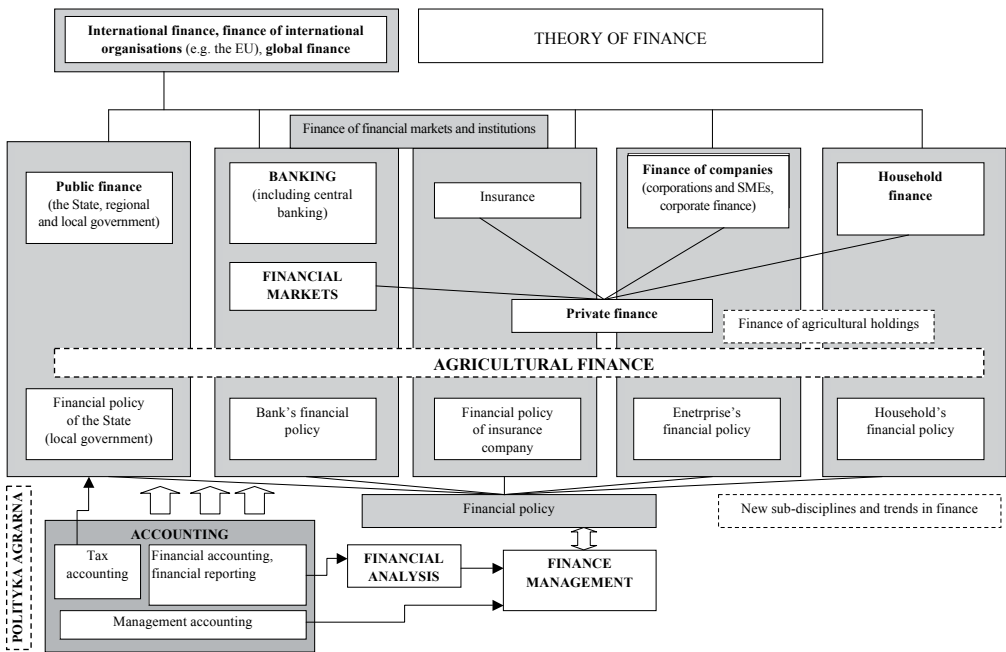 International finance, finance of international
organisations (e.g. the EU), global finance
THEORY OF FINANCE
Finance of financial markets and institutions
Public finance
(the State, regional
and local government)
BANKING
(including central
banking)
Insurance
Finance of companies
(corporations and SMEs,
corporate finance)
Household
finance
FINANCIAL
MARKETS
Private finance
Finance of agricultural holdings
AGRICULTURAL FINANCE
Financial policy
of the State
(local government)
Bank's financial
policy
Financial policy
of insurance
company
Enetrprise's
financial policy
Household's
financial policy
POLITYKA AGRARNA
Financial policy
New sub-disciplines and trends in finance
ACCOUNTING
Tax
accounting
Financial accounting,
financial reporting
FINANCIAL
ANALYSIS
FINANCE
MANAGEMENT
Management accounting